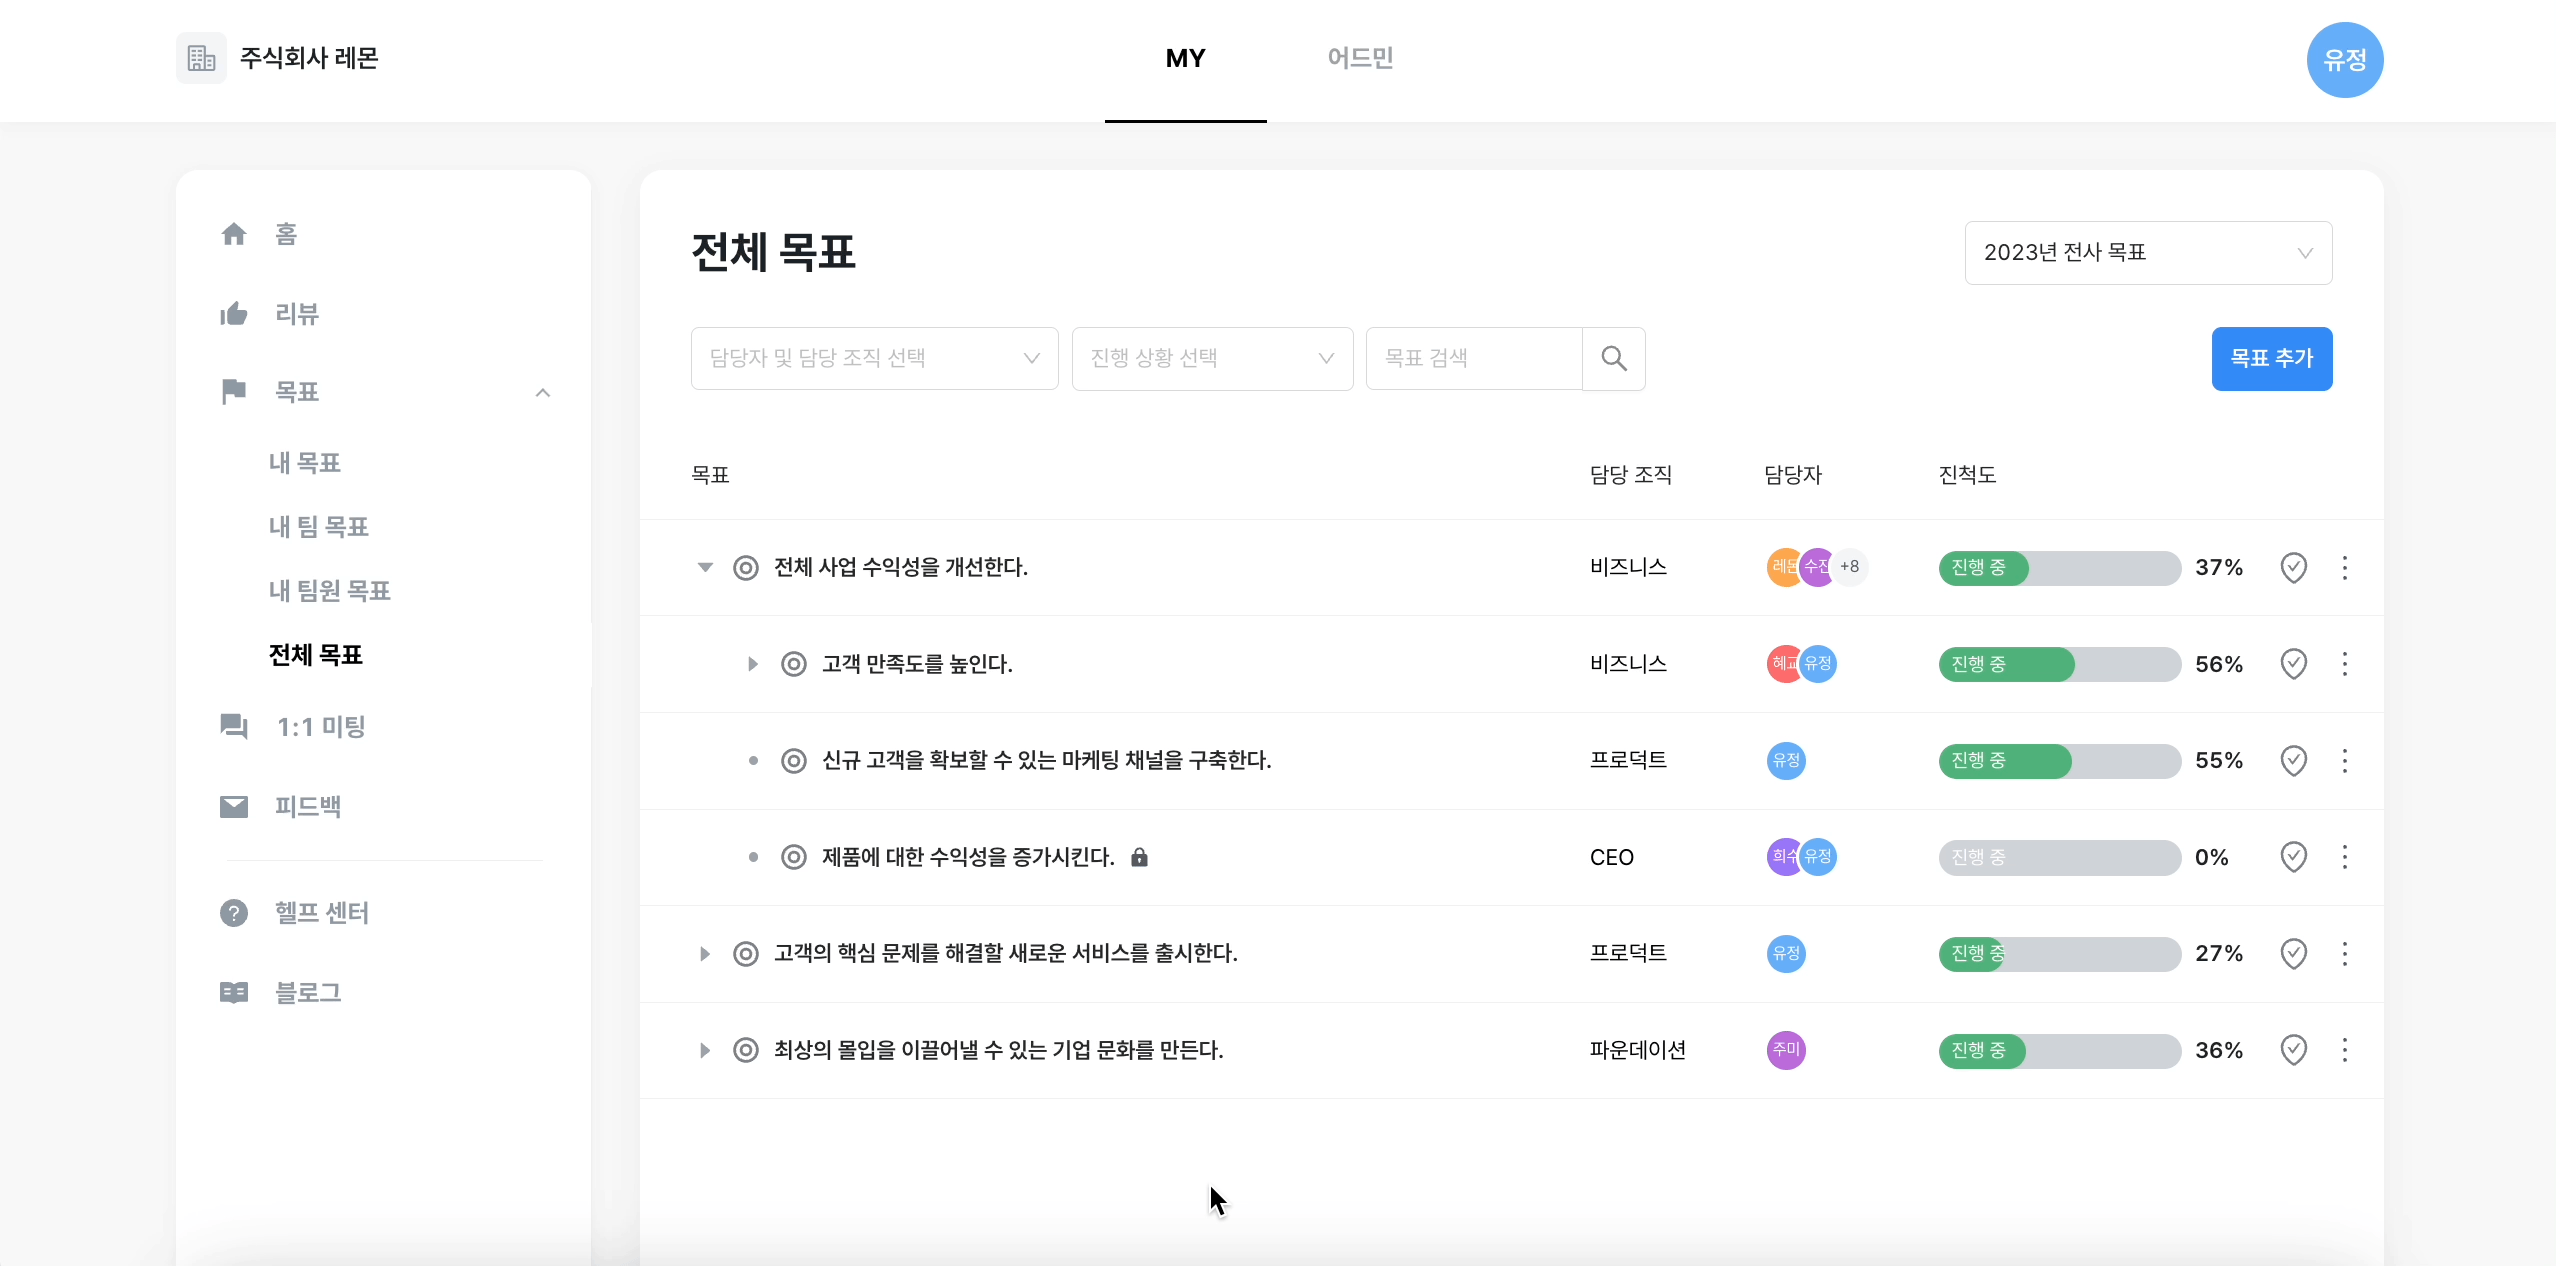 주식회사 레몬
MY
어드민
유정
홈
리뷰
목표
내 목표
내 팀 목표
내 팀원 목표
전체 목표
1:1 미팅
피드백
헬프 센터
블로그
전체 목표
2023년 전사 목표
담당자 및 담당 조직 선택
진행 상황 선택
목표 검색
목표 추가
목표 담당 조직 담당자 진척도
전체 사업 수익성을 개선한다. 비즈니스 레몬 수진 +8 진행 중 37%
고객 만족도를 높인다. 비즈니스 혜교 유정 진행 중 56%
신규 고객을 확보할 수 있는 마케팅 채널을 구축한다. 프로덕트 유정 진행 중 55%
제품에 대한 수익성을 증가시킨다. CEO 희수 유정 진행 중 0%
고객의 핵심 문제를 해결할 새로운 서비스를 출시한다. 프로덕트 유정 진행 중 27%
최상의 몰입을 이끌어낼 수 있는 기업 문화를 만든다. 파운데이션 주미 진행 중 36%